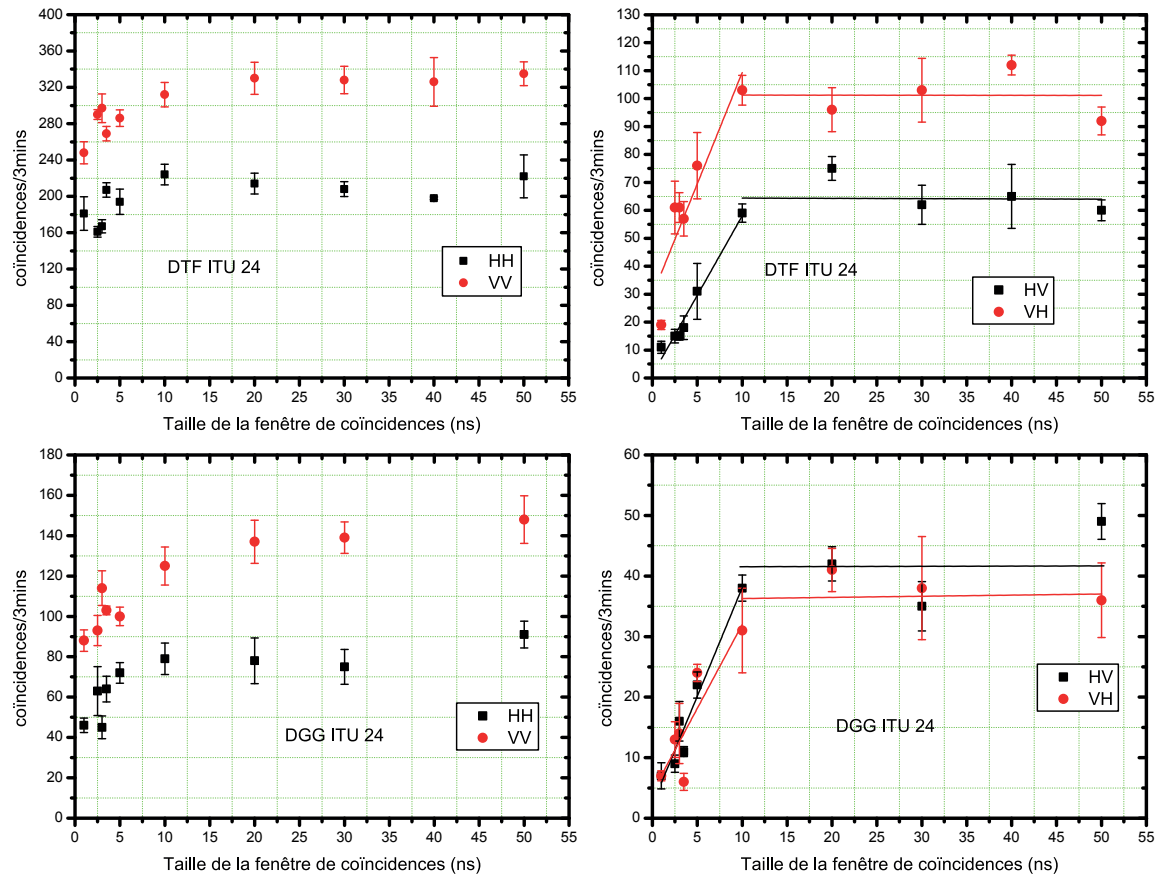 400
360
320
280
240
200
160
120
80
40
0
coïncidences/3mins
DTF ITU 24
HH
VV
0 5 10 15 20 25 30 35 40 45 50 55
Taille de la fenêtre de coïncidences (ns)
130
120
110
100
90
80
70
60
50
40
30
20
10
0
coïncidences/3mins
DTF ITU 24
HV
VH
0 5 10 15 20 25 30 35 40 45 50 55
Taille de la fenêtre de coïncidences (ns)
180
160
140
120
100
80
60
40
20
0
coïncidences/3mins
DGG ITU 24
HH
VV
0 5 10 15 20 25 30 35 40 45 50 55
Taille de la fenêtre de coïncidences (ns)
60
50
40
30
20
10
0
coïncidences/3mins
DGG ITU 24
HV
VH
0 5 10 15 20 25 30 35 40 45 50 55
Taille de la fenêtre de coïncidences (ns)